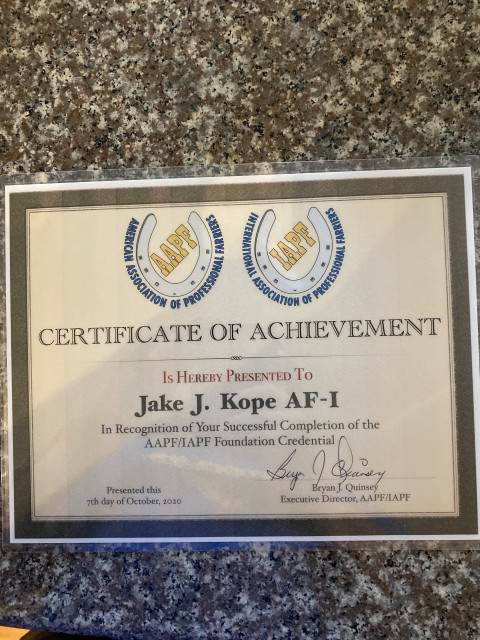 AAPF
AMERICAN ASSOCIATION OF PROFESSIONAL FARRIERS
IAPF
INTERNATIONAL ASSOCIATION OF PROFESSIONAL FARRIERS
CERTIFICATE OF ACHIEVEMENT
IS HEREBY PRESENTED TO
Jake J. Kope AF-I
In Recognition of Your Successful Completion of the
AAPF/IAPF Foundation Credential
Bryan J Quinsey
Presented this
7th day of October, 2020
Bryan J. Quinsey
Executive Director, AAPF/IAPF